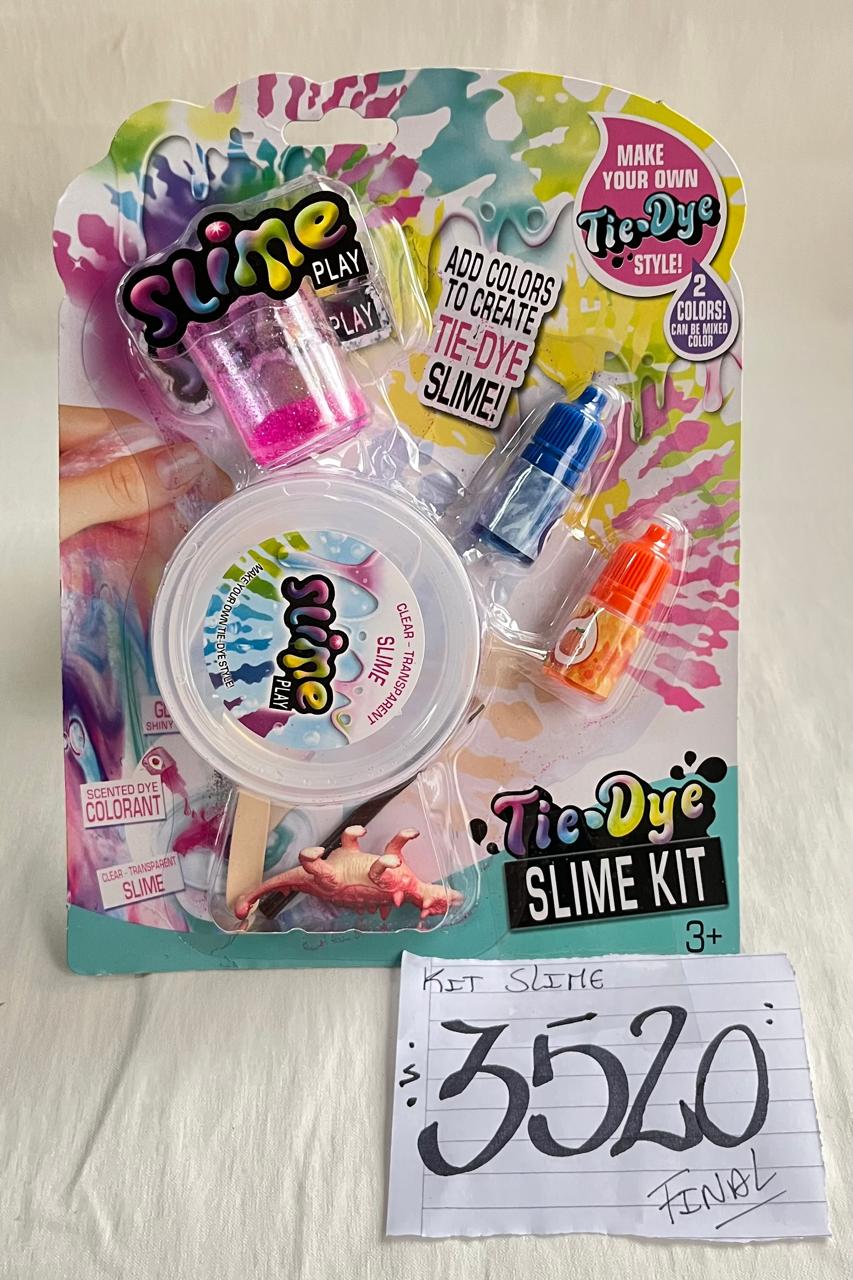 MAKE
YOUR OWN
Tie-Dye
STYLE!
2
COLORS!
CAN BE MIXED
COLOR
Slime
PLAY
PLAY
ADD COLORS
TO CREATE
TIE-DYE
SLIME!
MAKE YOUR OWN TIE-DYE STYLE!
Slime
PLAY
CLEAR - TRANSPARENT
SLIME
SHINY
SCENTED DYE
COLORANT
CLEAR - TRANSPARENT
SLIME
Tie-Dye
SLIME KIT
3+
KIT SLIME
3520
FINAL